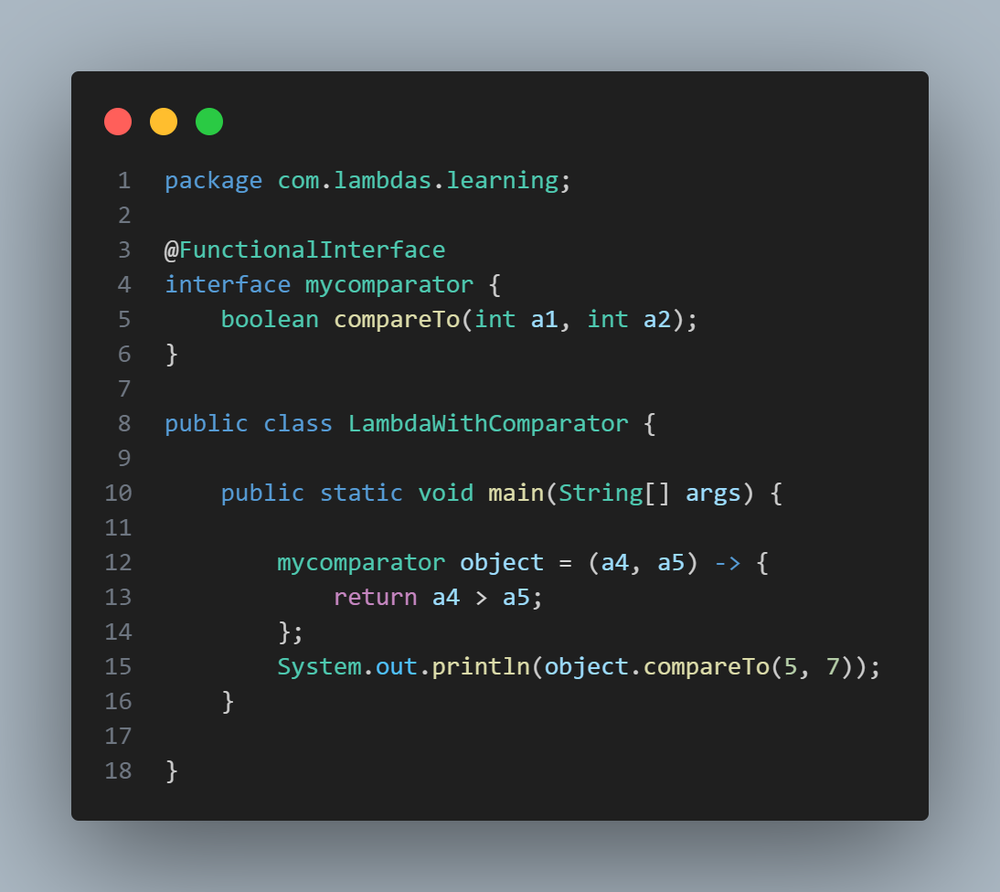 1 package com.lambdas.learning;
2
3 @FunctionalInterface
4 interface mycomparator {
5     boolean compareTo(int a1, int a2);
6 }
7
8 public class LambdaWithComparator {
9
10     public static void main(String[] args) {
11
12         mycomparator object = (a4, a5) -> {
13             return a4 > a5;
14         };
15         System.out.println(object.compareTo(5, 7));
16     }
17
18 }